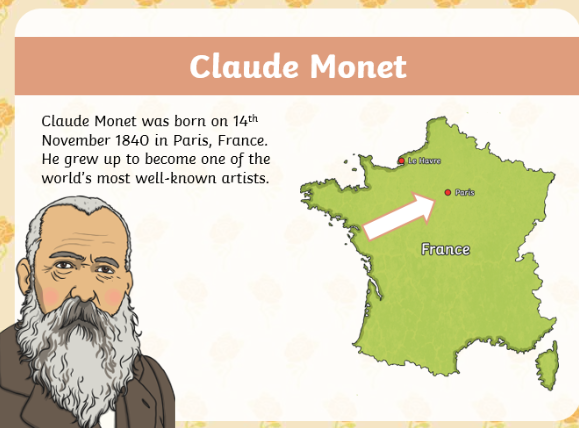 Claude Monet
Claude Monet was born on 14th
November 1840 in Paris, France.
He grew up to become one of the
world's most well-known artists.
Le Havre
Paris
France